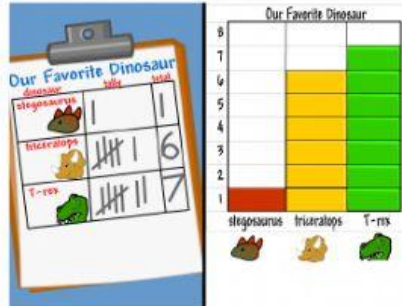 Our Favorite Dinosaur
dinosaur tally total
stegosaurus 1
triceratops 6
T-rex 7
Our Favorite Dinosaur
8
7
6
5
4
3
2
1
stegosaurus triceratops T-rex